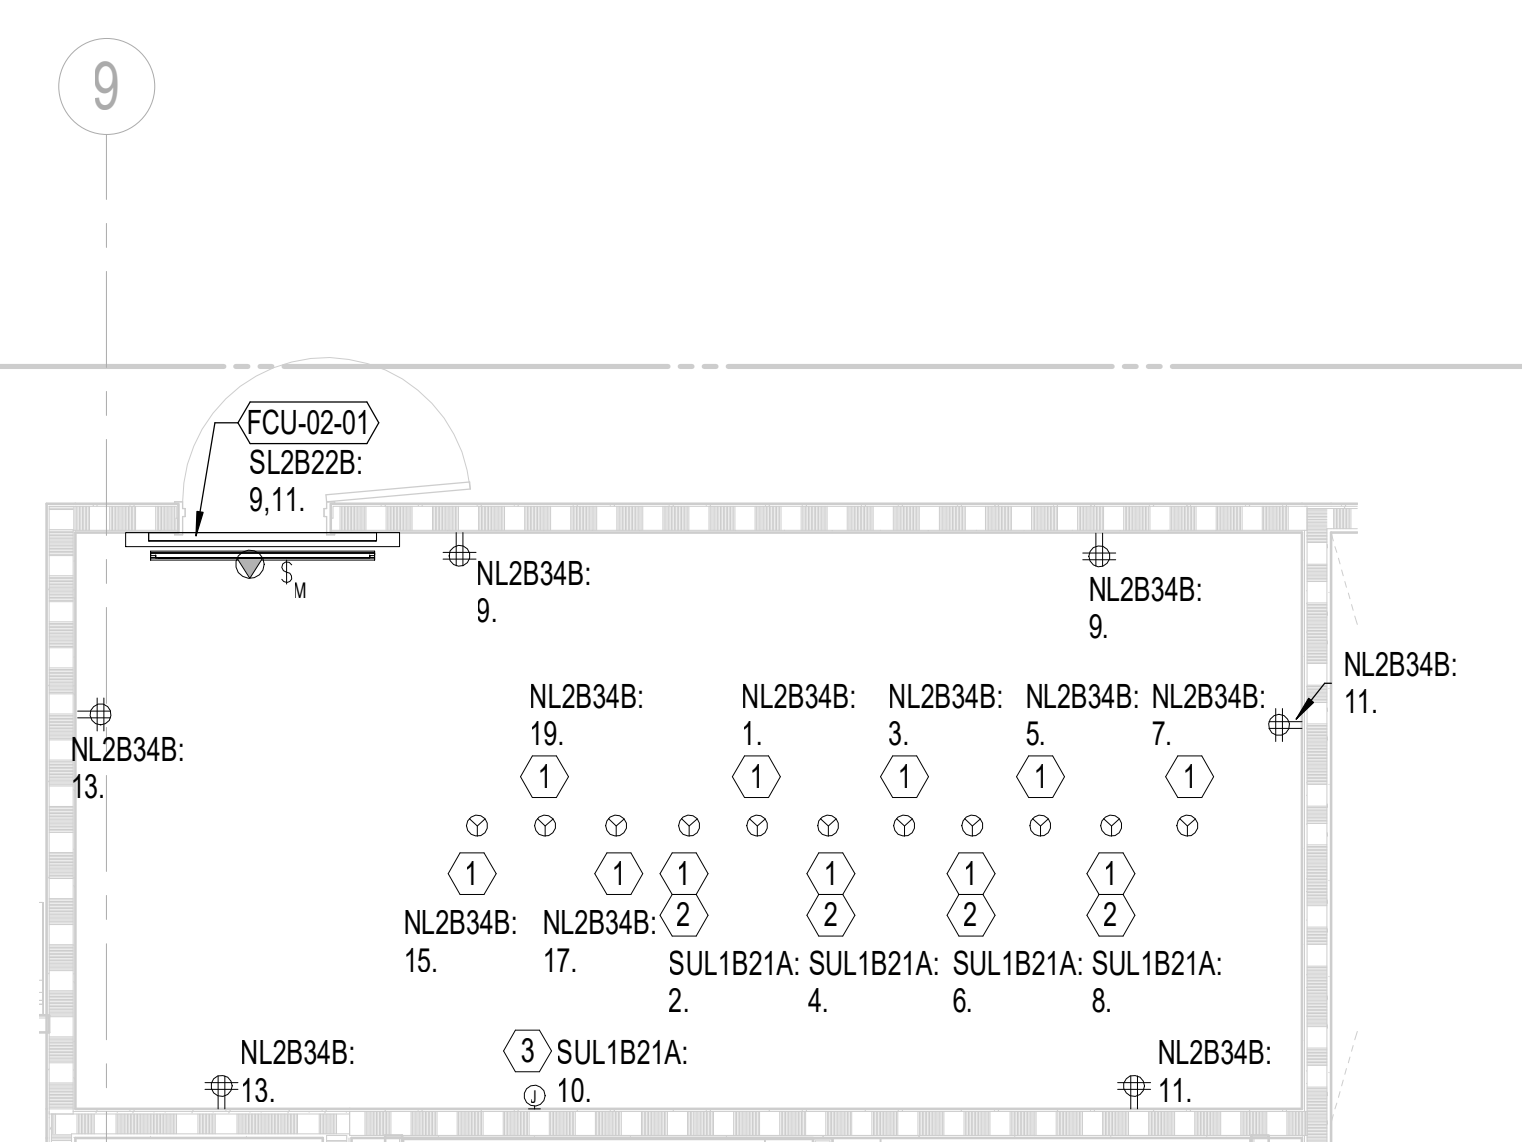 9
FCU-02-01
SL2B22B:
9,11.
$
M
NL2B34B:
9.
NL2B34B:
9.
NL2B34B:
11.
NL2B34B:
13.
NL2B34B:
19.
1
NL2B34B:
1.
1
NL2B34B:
3.
1
NL2B34B:
5.
1
NL2B34B:
7.
1
1
NL2B34B:
15.
1
NL2B34B:
17.
1
2
SUL1B21A:
2.
1
2
SUL1B21A:
4.
1
2
SUL1B21A:
6.
1
2
SUL1B21A:
8.
NL2B34B:
13.
3
SUL1B21A:
10.
J
NL2B34B:
11.